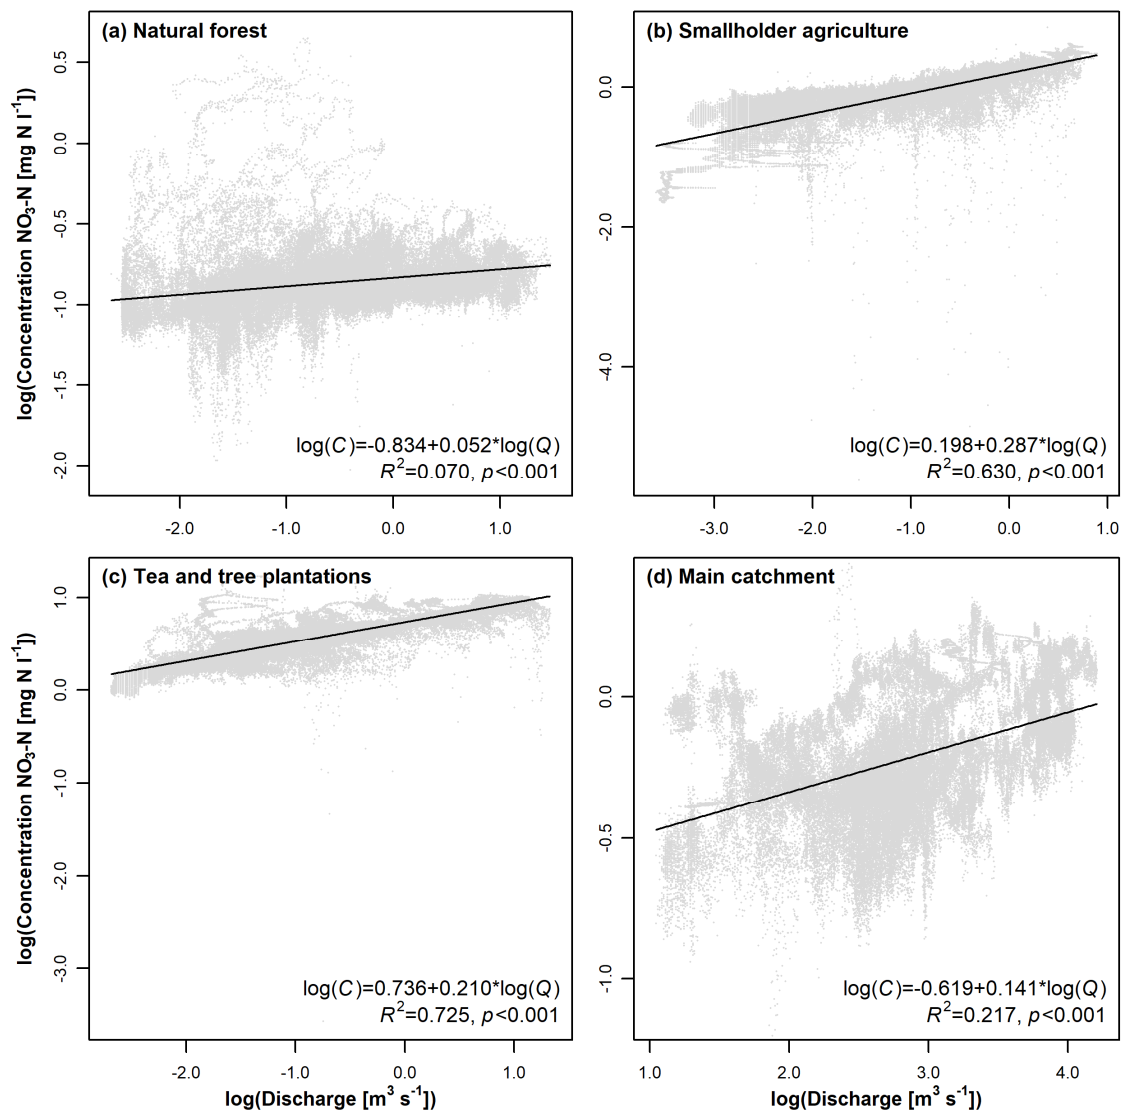 (a) Natural forest
log(Concentration NO₃-N [mg N l⁻¹])
0.5
0.0
-0.5
-1.0
-1.5
-2.0
log(C)=-0.834+0.052*log(Q)
R²=0.070, p<0.001
-2.0 -1.0 0.0 1.0
(b) Smallholder agriculture
0.0
-2.0
-4.0
log(C)=0.198+0.287*log(Q)
R²=0.630, p<0.001
-3.0 -2.0 -1.0 0.0 1.0
(c) Tea and tree plantations
log(Concentration NO₃-N [mg N l⁻¹])
1.0
0.0
-1.0
-2.0
-3.0
log(C)=0.736+0.210*log(Q)
R²=0.725, p<0.001
-2.0 -1.0 0.0 1.0
log(Discharge [m³ s⁻¹])
(d) Main catchment
0.0
-0.5
-1.0
log(C)=-0.619+0.141*log(Q)
R²=0.217, p<0.001
1.0 2.0 3.0 4.0
log(Discharge [m³ s⁻¹])